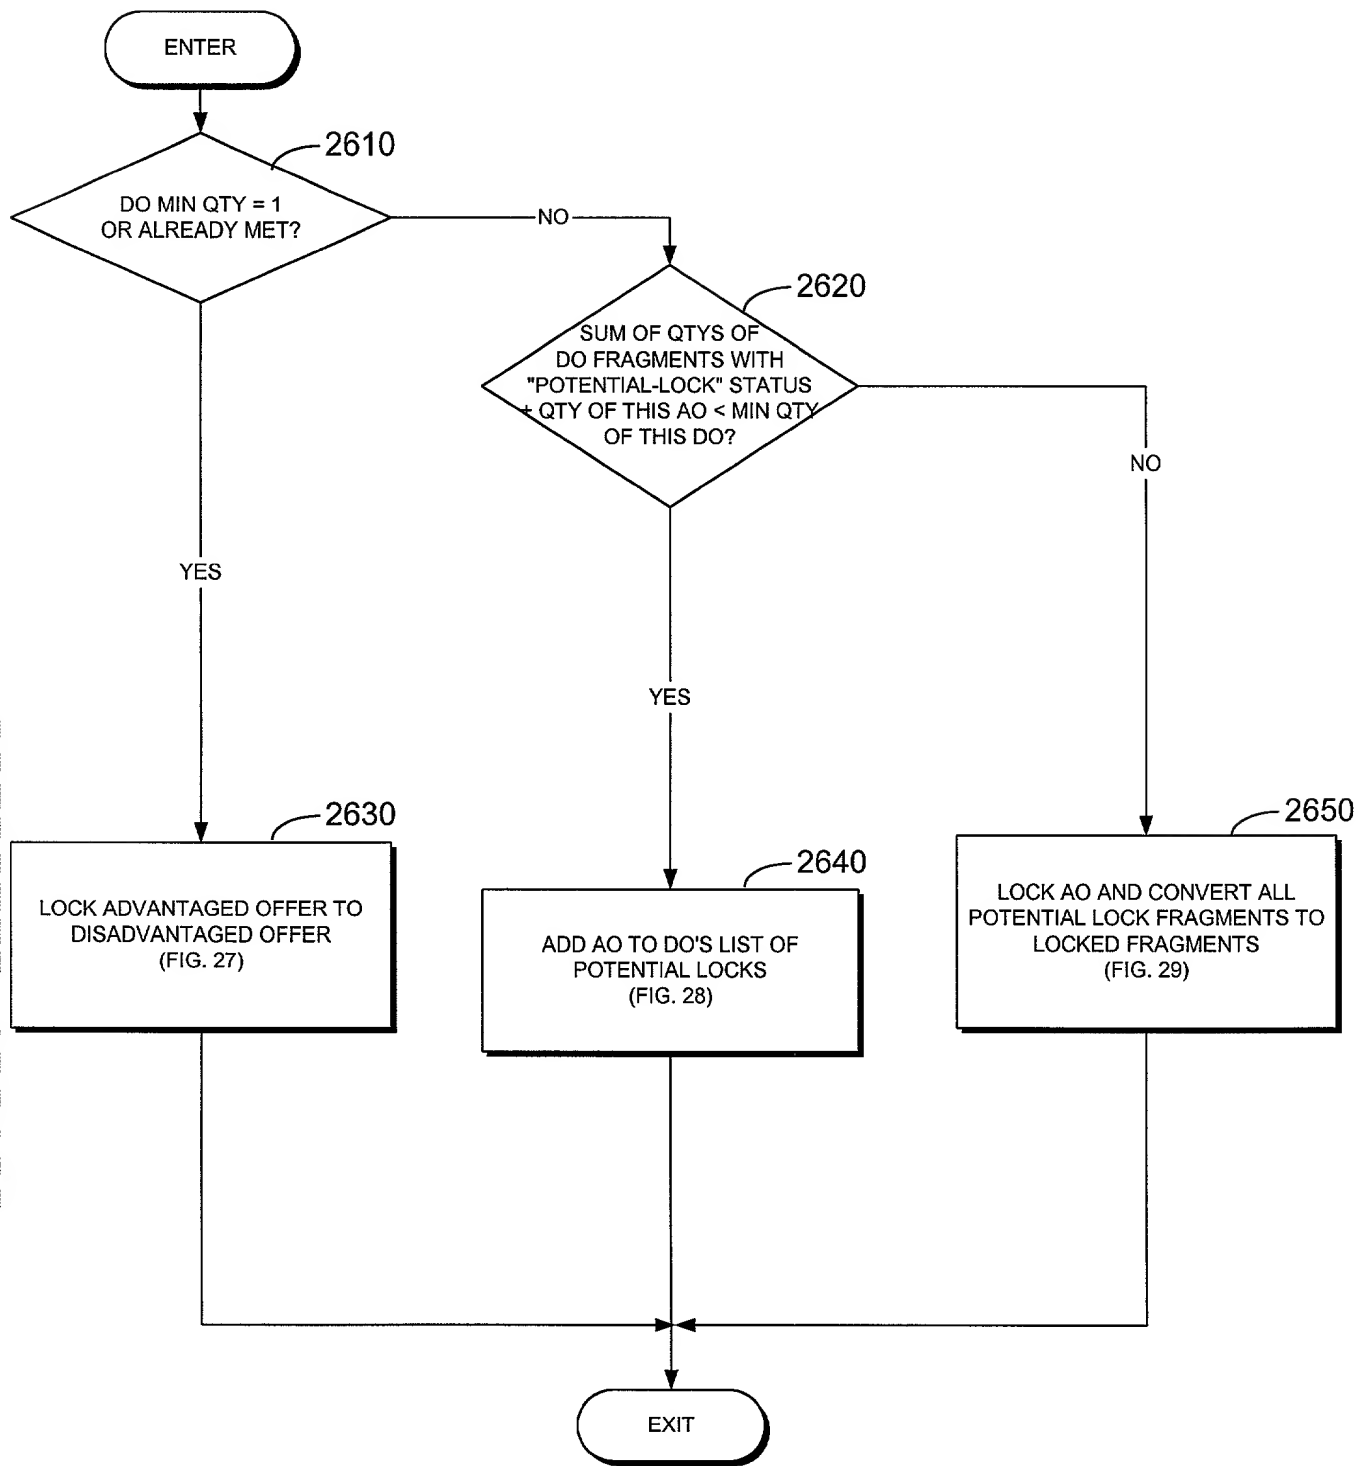 ENTER
2610
DO MIN QTY = 1
OR ALREADY MET?
NO
2620
SUM OF QTYS OF
DO FRAGMENTS WITH
"POTENTIAL-LOCK" STATUS
+ QTY OF THIS AO < MIN QTY
OF THIS DO?
NO
YES
YES
2630
LOCK ADVANTAGED OFFER TO
DISADVANTAGED OFFER
(FIG. 27)
2640
ADD AO TO DO'S LIST OF
POTENTIAL LOCKS
(FIG. 28)
2650
LOCK AO AND CONVERT ALL
POTENTIAL LOCK FRAGMENTS TO
LOCKED FRAGMENTS
(FIG. 29)
EXIT